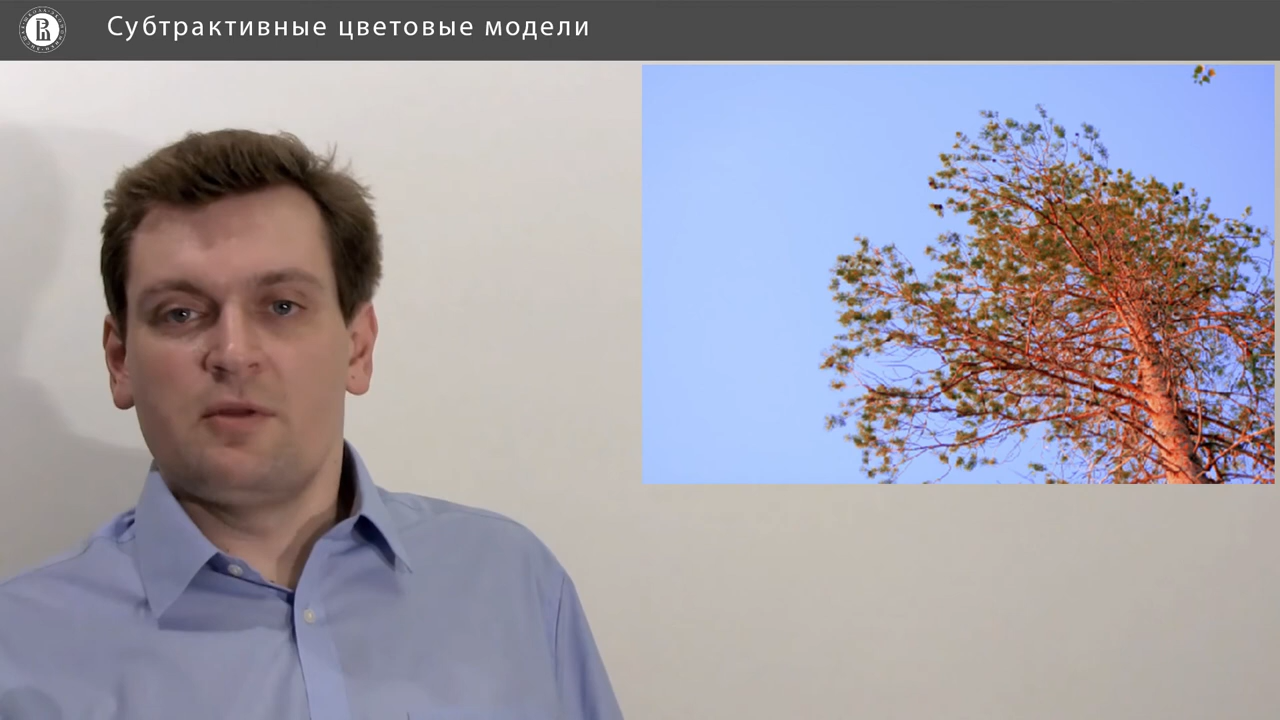 Субтрактивные цветовые модели